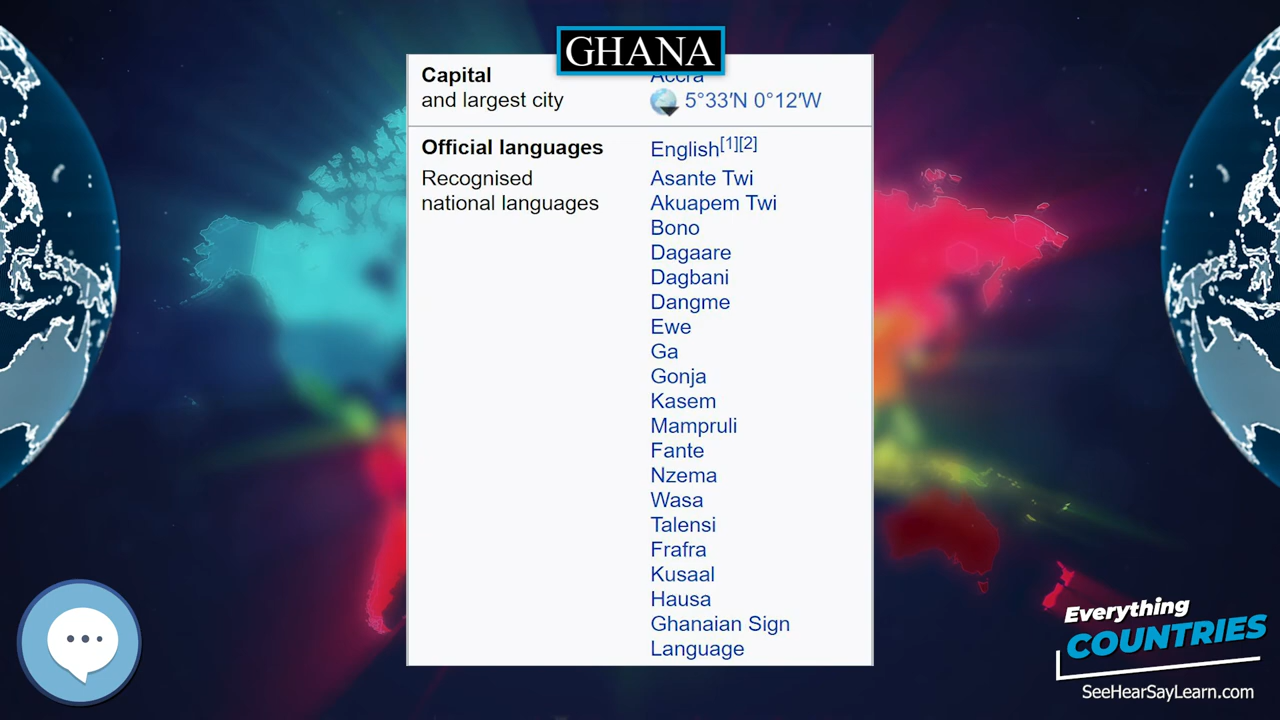 GHANA
Capital Accra
and largest city 5°33′N 0°12′W
Official languages English[1][2]
Recognised Asante Twi
national languages Akuapem Twi
Bono
Dagaare
Dagbani
Dangme
Ewe
Ga
Gonja
Kasem
Mampruli
Fante
Nzema
Wasa
Talensi
Frafra
Kusaal
Hausa
Ghanaian Sign
Language
Everything
COUNTRIES
SeeHearSayLearn.com